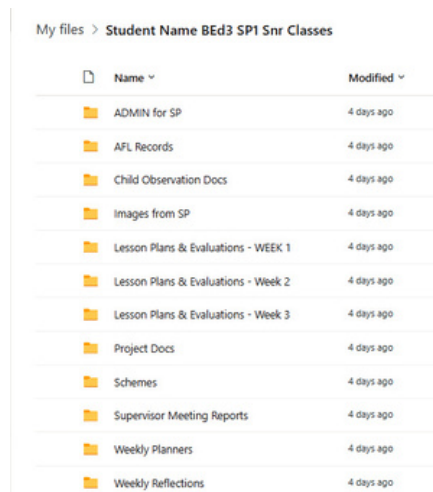 My files > Student Name BEd3 SP1 Snr Classes
Name Modified
ADMIN for SP 4 days ago
AFL Records 4 days ago
Child Observation Docs 4 days ago
Images from SP 4 days ago
Lesson Plans & Evaluations - WEEK 1 4 days ago
Lesson Plans & Evaluations - Week 2 4 days ago
Lesson Plans & Evaluations - Week 3 4 days ago
Project Docs 4 days ago
Schemes 4 days ago
Supervisor Meeting Reports 4 days ago
Weekly Planners 4 days ago
Weekly Reflections 4 days ago